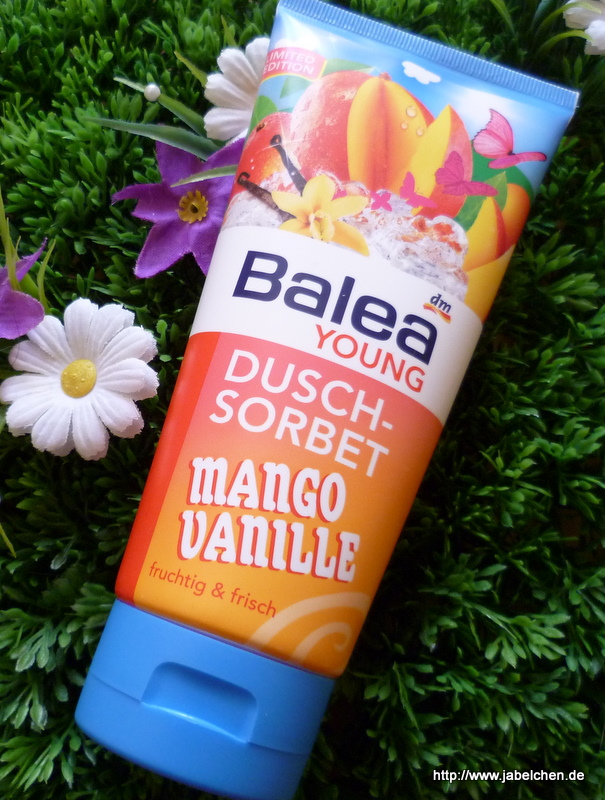 LIMITED
EDITION
Balea
dm
YOUNG
DUSCH-
SORBET
MANGO
VANILLE
fruchtig & frisch
http://www.jabelchen.de